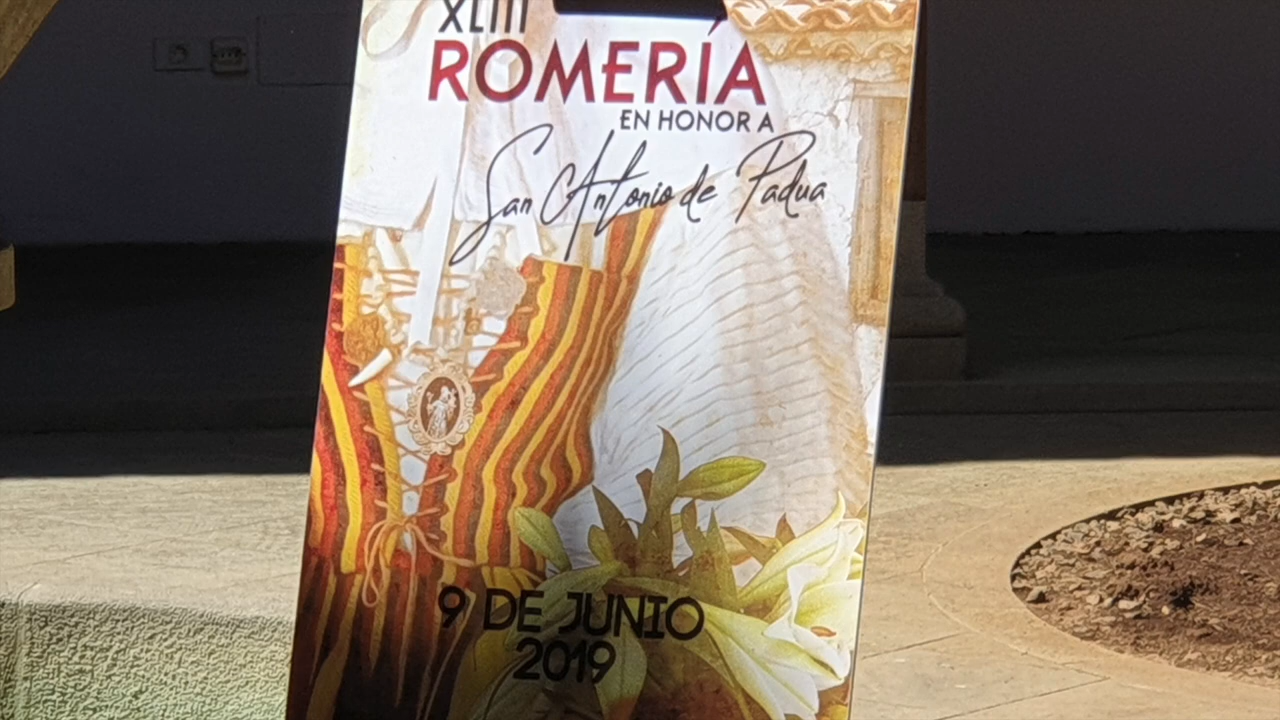 XLIII
ROMERÍA
EN HONOR A
San Antonio de Padua
9 DE JUNIO
2019